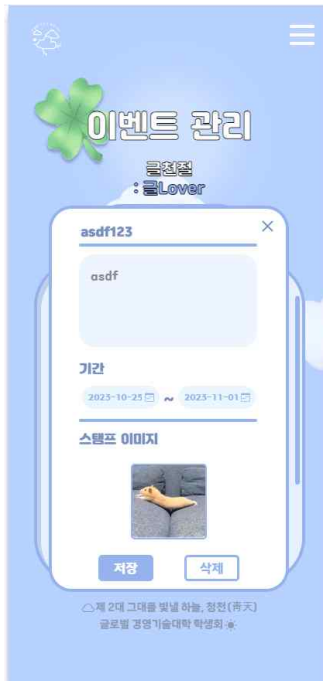 이벤트 관리
글천절
: 글Lover
asdf123
asdf
기간
2023-10-25 ~ 2023-11-01
스탬프 이미지
저장 삭제
제 2대 그대를 빛낼 하늘, 청천(靑天)
글로벌 경영기술대학 학생회